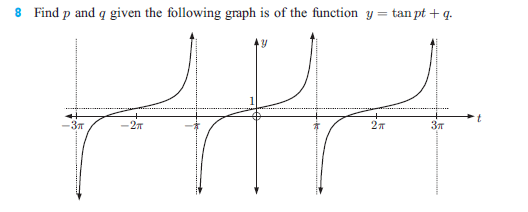 8 Find p and q given the following graph is of the function y = tan pt + q.
y
1
−3π −2π −π π 2π 3π t